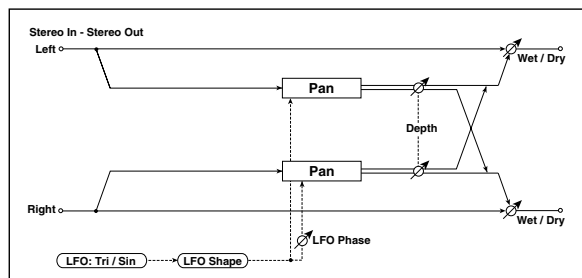 Stereo In - Stereo Out
Left
Wet / Dry
Pan
Depth
Pan
Right
Wet / Dry
LFO Phase
LFO: Tri / Sin
LFO Shape